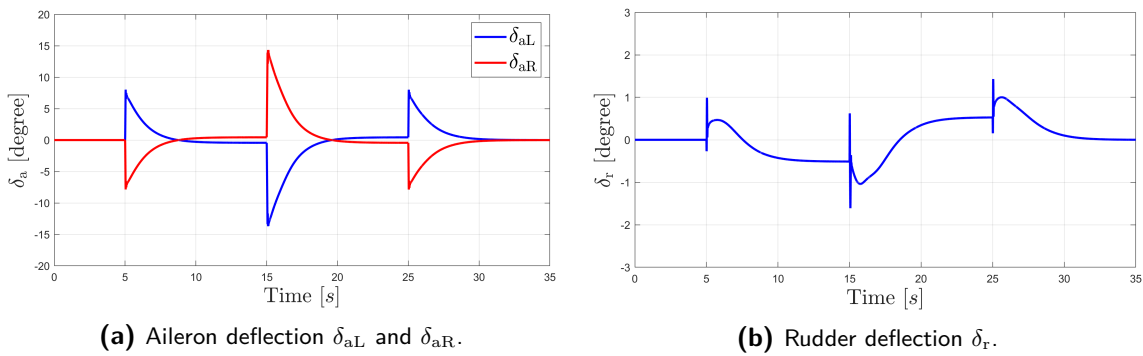 20
15
10
5
0
-5
-10
-15
-20
δa [degree]
0 5 10 15 20 25 30 35
Time [s]
δaL
δaR
(a) Aileron deflection δaL and δaR.
3
2
1
0
-1
-2
-3
δr [degree]
0 5 10 15 20 25 30 35
Time [s]
(b) Rudder deflection δr.